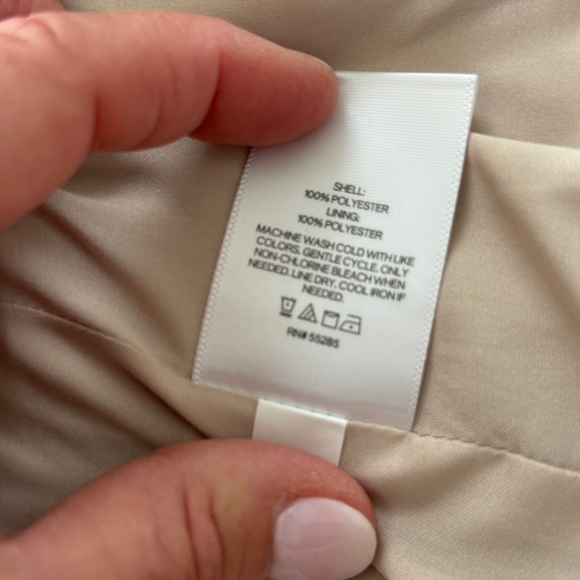 SHELL:
100% POLYESTER
LINING:
100% POLYESTER
MACHINE WASH COLD WITH LIKE
COLORS. GENTLE CYCLE. ONLY
NON-CHLORINE BLEACH WHEN
NEEDED. LINE DRY. COOL IRON IF
NEEDED.
RN# 55285